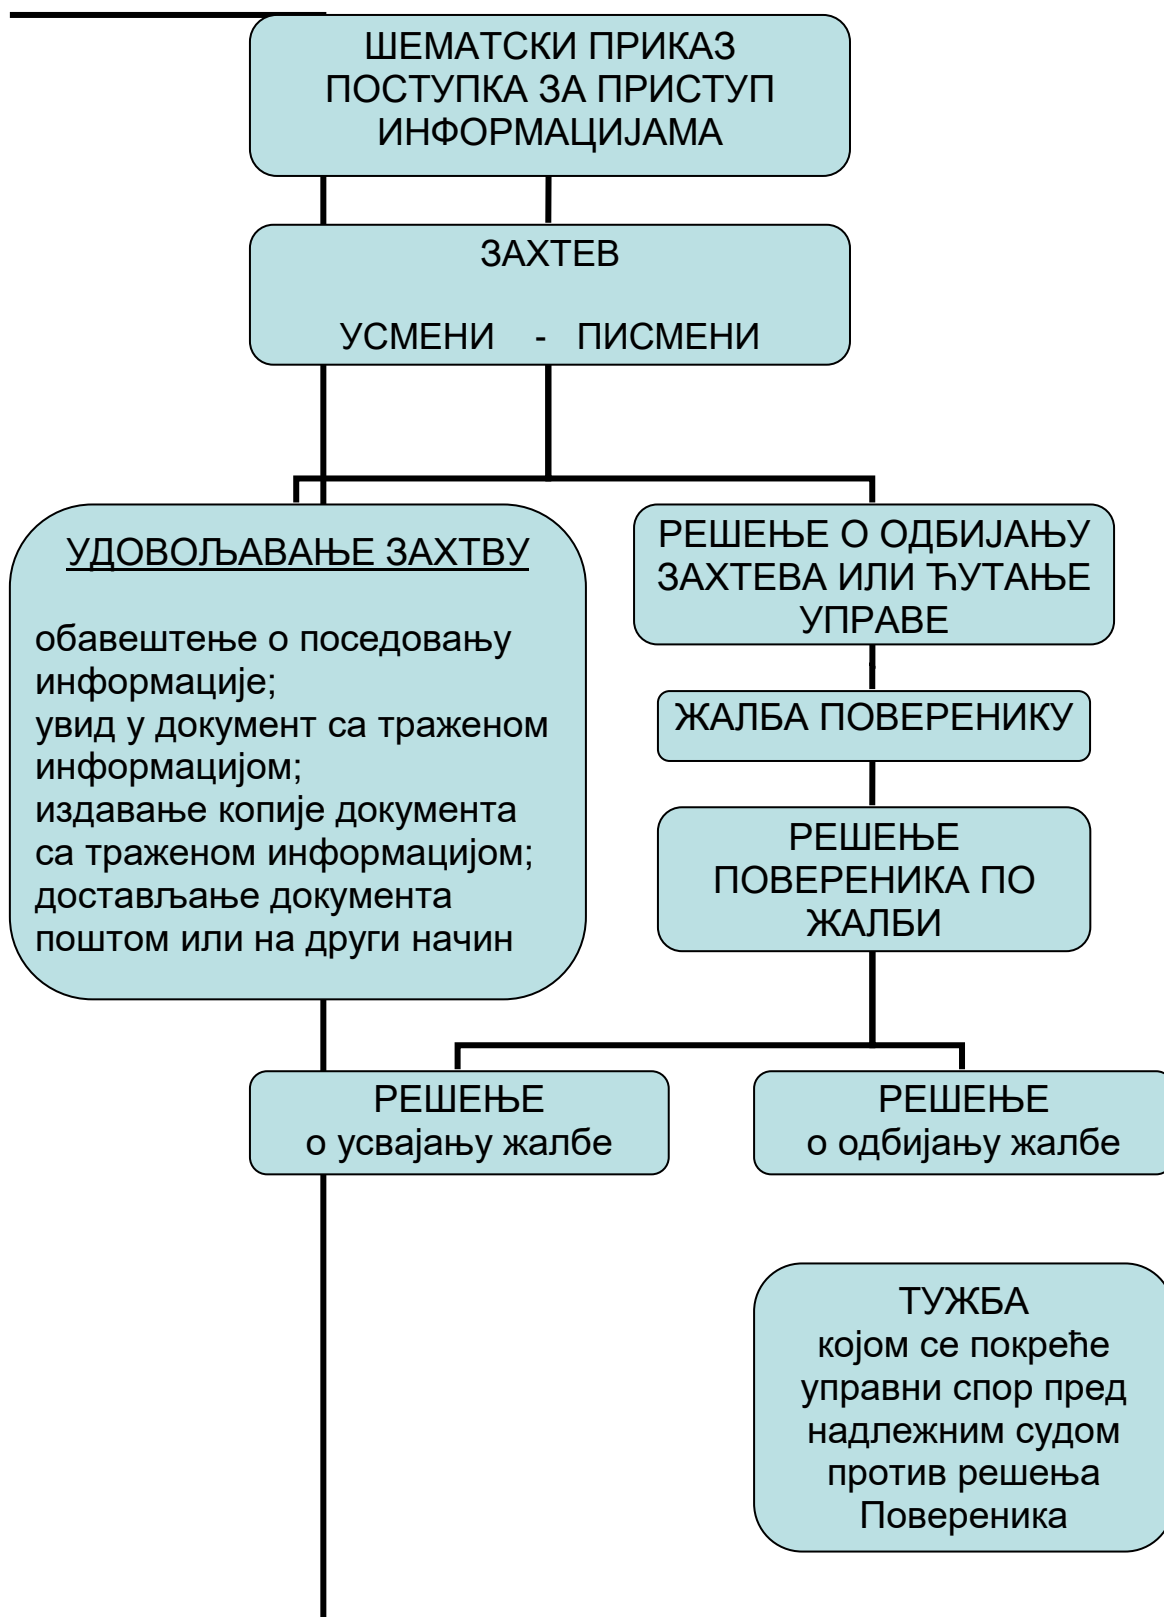 ШЕМАТСКИ ПРИКАЗ
ПОСТУПКА ЗА ПРИСТУП
ИНФОРМАЦИЈАМА
ЗАХТЕВ
УСМЕНИ - ПИСМЕНИ
УДОВОЉАВАЊЕ ЗАХТВУ
обавештење о поседовању
информације;
увид у документ са траженом
информацијом;
издавање копије документа
са траженом информацијом;
достављање документа
поштом или на други начин
РЕШЕЊЕ О ОДБИЈАЊУ
ЗАХТЕВА ИЛИ ЋУТАЊЕ
УПРАВЕ
ЖАЛБА ПОВЕРЕНИКУ
РЕШЕЊЕ
ПОВЕРЕНИКА ПО
ЖАЛБИ
РЕШЕЊЕ
о усвајању жалбе
РЕШЕЊЕ
о одбијању жалбе
ТУЖБА
којом се покреће
управни спор пред
надлежним судом
против решења
Повереника